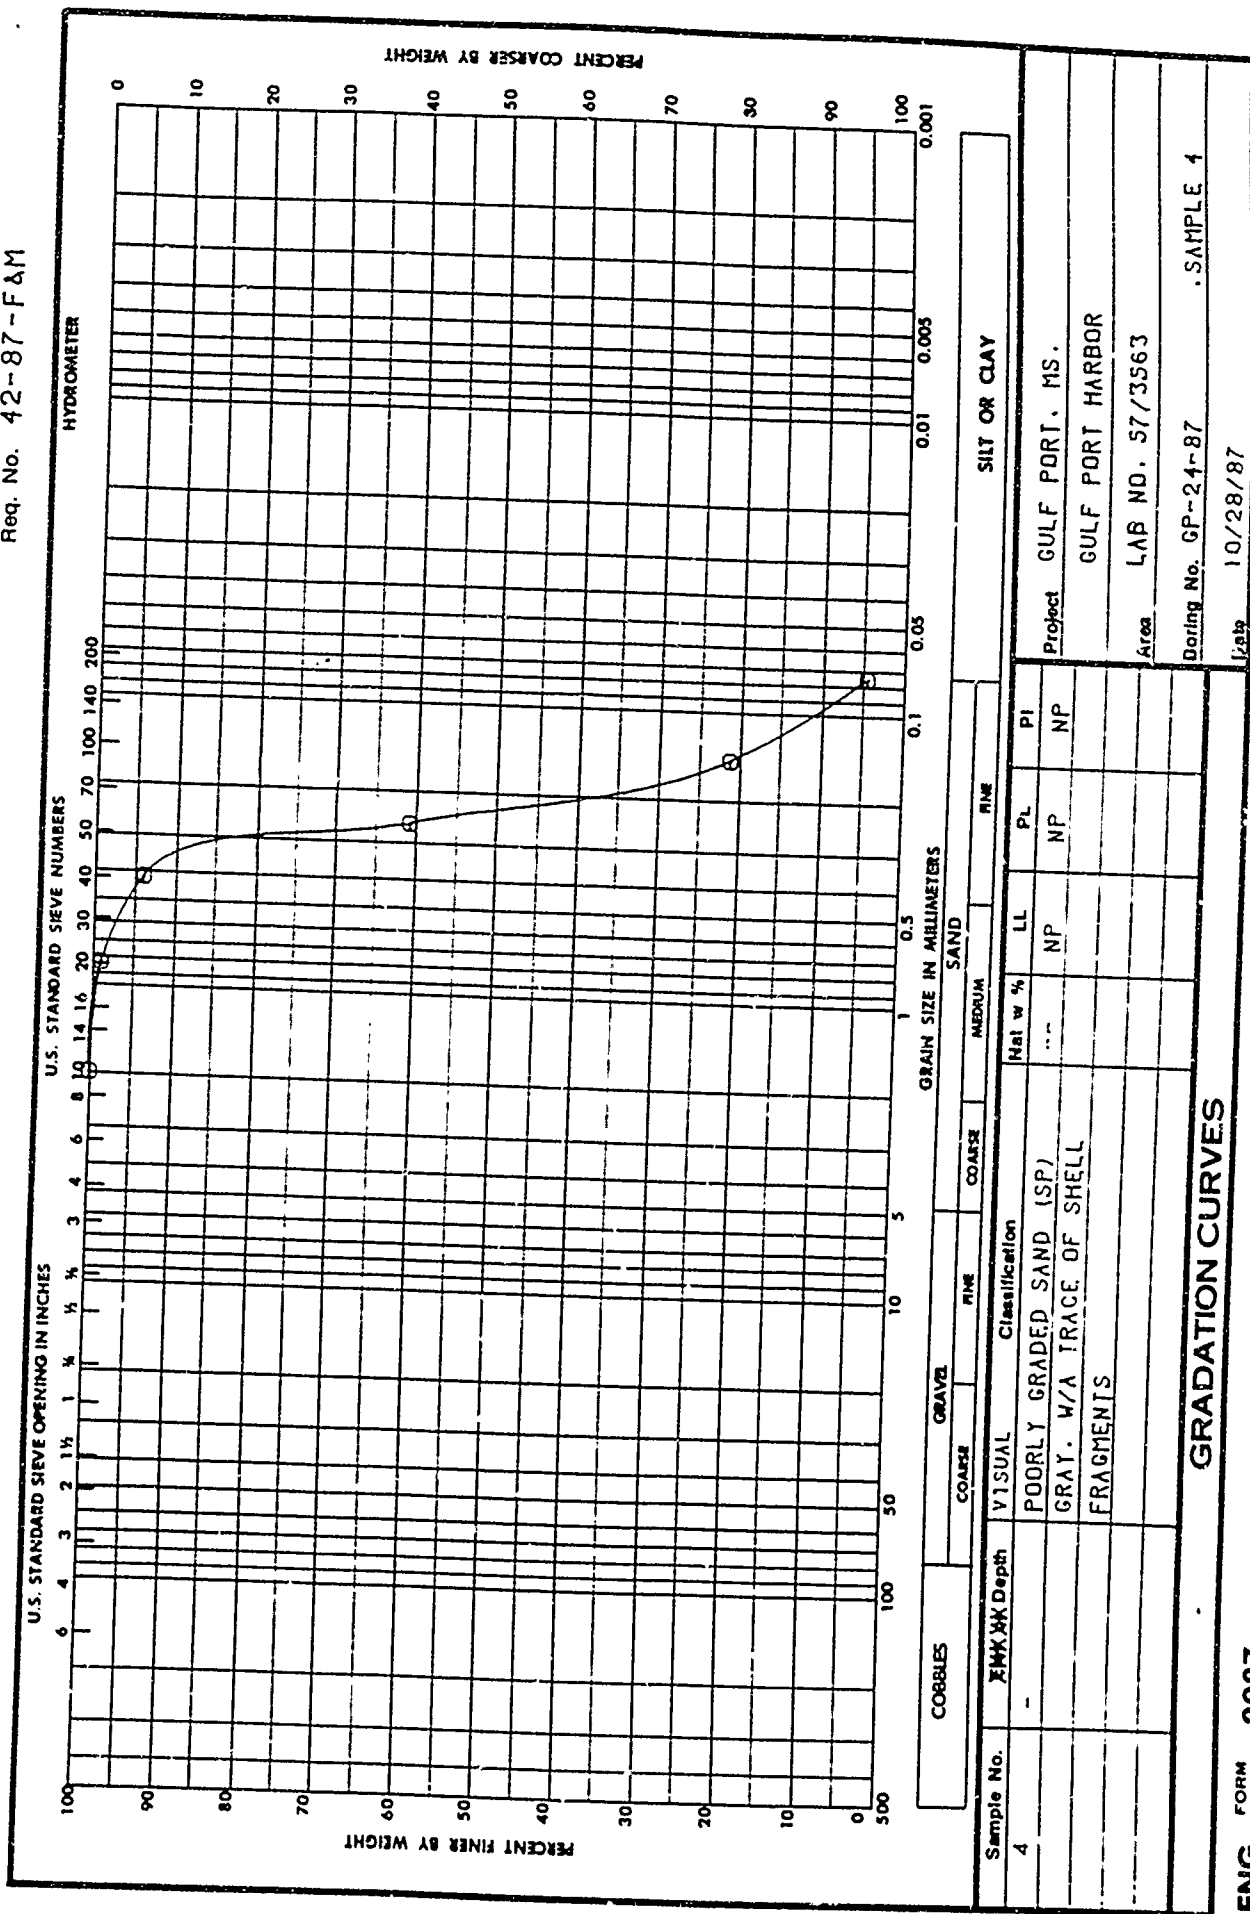 Req. No. 42-87-F&M
U.S. STANDARD SIEVE OPENING IN INCHES
U.S. STANDARD SIEVE NUMBERS
HYDROMETER
6 4 3 2 1½ 1 ¾ ½ ⅜ 3 4 6 8 10 14 16 20 30 40 50 70 100 140 200
PERCENT FINER BY WEIGHT
100
90
80
70
60
50
40
30
20
10
0
PERCENT COARSER BY WEIGHT
0
10
20
30
40
50
60
70
80
90
100
500 100 50 10 5 1 0.5 0.1 0.05 0.01 0.005 0.001
GRAIN SIZE IN MILLIMETERS
COBBLES
GRAVEL
COARSE FINE
SAND
COARSE MEDIUM FINE
SILT OR CLAY
Sample No. Depth VISUAL Classification Nat w % LL PL PI
4 - POORLY GRADED SAND (SP) -- NP NP NP
GRAY. W/A TRACE OF SHELL
FRAGMENTS
Project GULF PORT. MS.
GULF PORT HARBOR
Area LAB NO. 57/3563
Boring No. GP-24-87 .SAMPLE 4
Date 10/28/87
GRADATION CURVES
ENG FORM